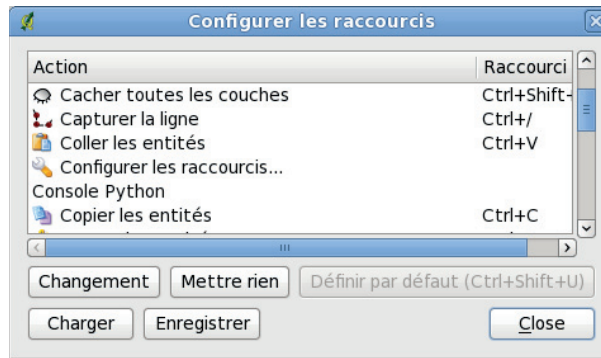 Configurer les raccourcis
Action Raccourci
Cacher toutes les couches Ctrl+Shift+
Capturer la ligne Ctrl+/
Coller les entités Ctrl+V
Configurer les raccourcis...
Console Python
Copier les entités Ctrl+C
Changement Mettre rien Définir par défaut (Ctrl+Shift+U)
Charger Enregistrer Close